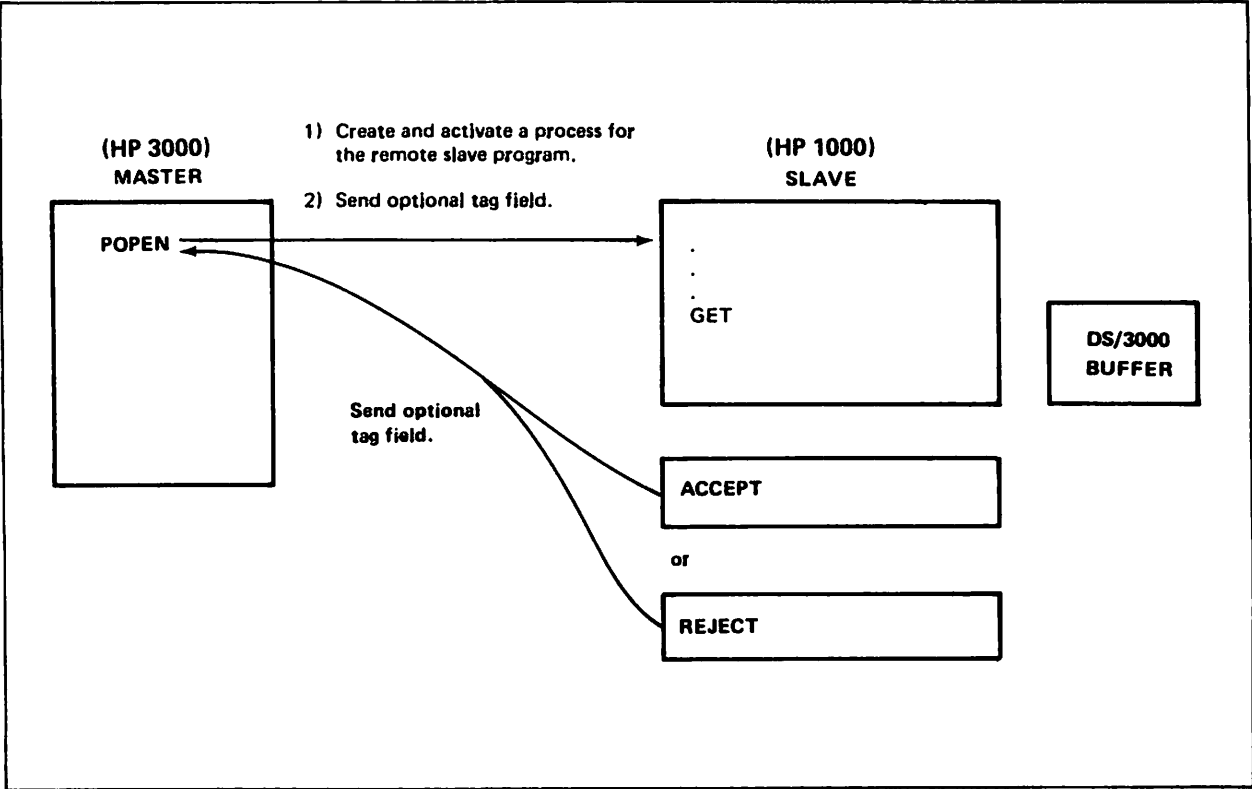 (HP 3000)
MASTER
1) Create and activate a process for
the remote slave program.
2) Send optional tag field.
(HP 1000)
SLAVE
POPEN
.
.
.
GET
DS/3000
BUFFER
Send optional
tag field.
ACCEPT
or
REJECT